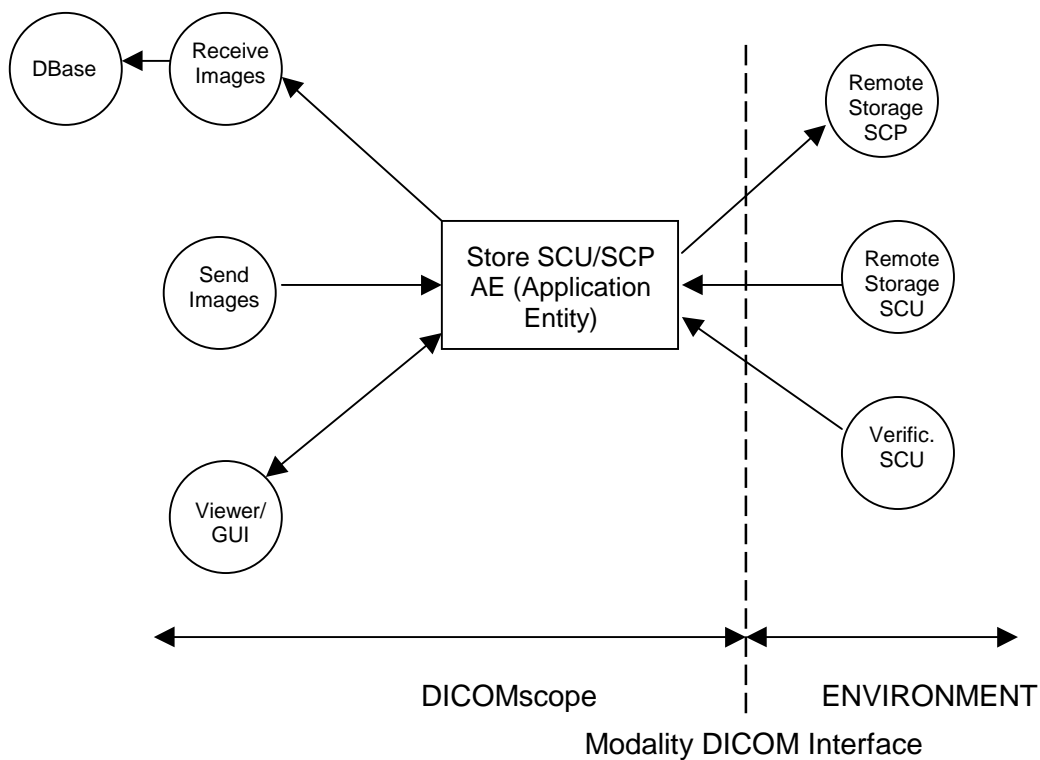 DBase
Receive
Images
Remote
Storage
SCP
Store SCU/SCP
AE (Application
Entity)
Send
Images
Remote
Storage
SCU
Viewer/
GUI
Verific.
SCU
DICOMscope
ENVIRONMENT
Modality DICOM Interface